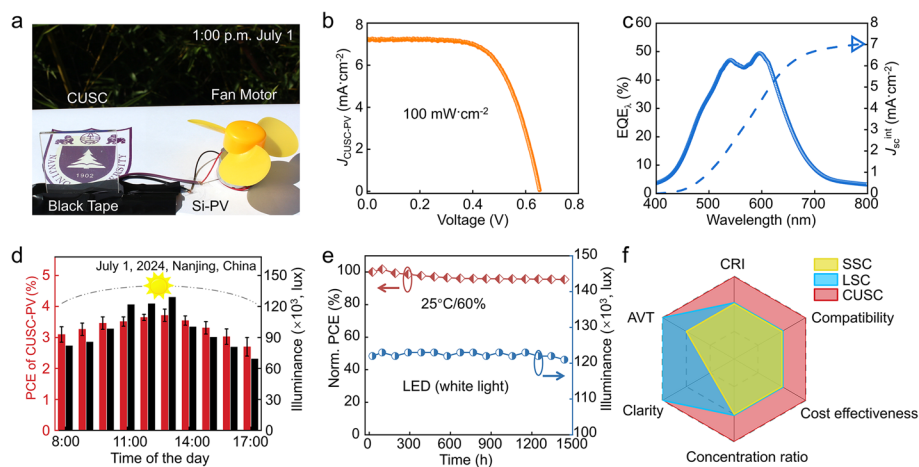 a
1:00 p.m. July 1
CUSC
Fan Motor
1902
Black Tape
Si-PV
b
J_CUSC-PV (mA·cm⁻²)
8
6
4
2
0
100 mW·cm⁻²
0.0 0.2 0.4 0.6 0.8
Voltage (V)
c
EQE_λ (%)
60
50
40
30
20
10
0
8
7
6
5
4
3
2
1
0
J_sc^int (mA·cm⁻²)
400 500 600 700 800
Wavelength (nm)
d
July 1, 2024, Nanjing, China
PCE of CUSC-PV (%)
5
4
3
2
1
0
150
120
90
60
30
0
Illuminance (×10³, lux)
8:00 11:00 14:00 17:00
Time of the day
e
Norm. PCE (%)
100
80
60
40
20
0
25°C/60%
LED (white light)
150
140
130
120
110
100
Illuminance (×10³, lux)
0 300 600 900 1200 1500
Time (h)
f
SSC
LSC
CUSC
CRI
AVT
Compatibility
Clarity
Cost effectiveness
Concentration ratio